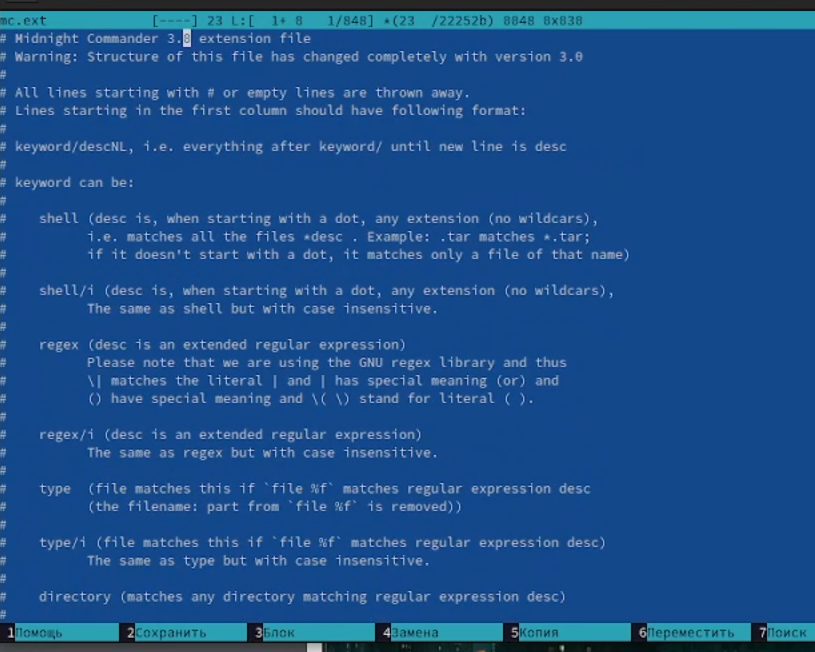 mc.ext [----] 23 L:[ 1+ 0 1/848] *(23 /22252b) 0048 0x030
# Midnight Commander 3.0 extension file
# Warning: Structure of this file has changed completely with version 3.0
#
# All lines starting with # or empty lines are thrown away.
# Lines starting in the first column should have following format:
#
# keyword/descNL, i.e. everything after keyword/ until new line is desc
#
# keyword can be:
#
#    shell (desc is, when starting with a dot, any extension (no wildcars),
#          i.e. matches all the files *desc . Example: .tar matches *.tar;
#          if it doesn't start with a dot, it matches only a file of that name)
#
#    shell/i (desc is, when starting with a dot, any extension (no wildcars),
#          The same as shell but with case insensitive.
#
#    regex (desc is an extended regular expression)
#          Please note that we are using the GNU regex library and thus
#          \| matches the literal | and | has special meaning (or) and
#          () have special meaning and \( \) stand for literal ( ).
#
#    regex/i (desc is an extended regular expression)
#          The same as regex but with case insensitive.
#
#    type  (file matches this if `file %f` matches regular expression desc
#          (the filename: part from `file %f` is removed))
#
#    type/i (file matches this if `file %f` matches regular expression desc)
#          The same as type but with case insensitive.
#
#    directory (matches any directory matching regular expression desc)
#
1Помощь 2Сохранить 3Блок 4Замена 5Копия 6Переместить 7Поиск